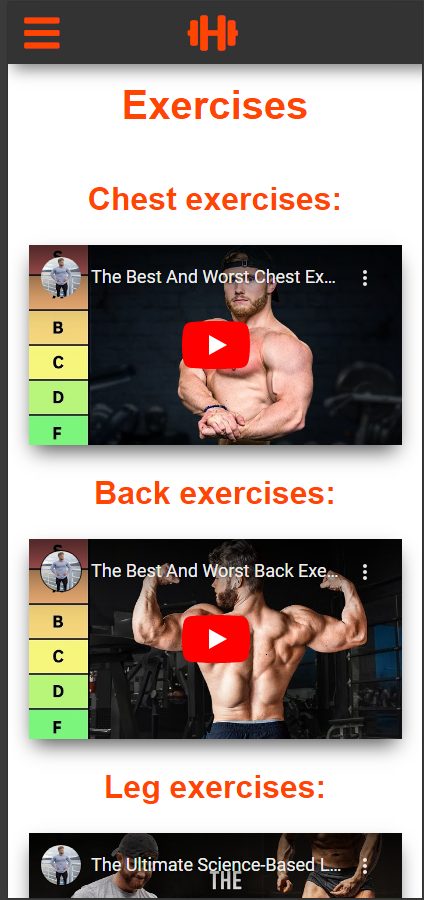 H
Exercises
Chest exercises:
S
The Best And Worst Chest Ex...
B
C
D
F
Back exercises:
S
The Best And Worst Back Exe...
B
C
D
F
Leg exercises:
The Ultimate Science-Based L...
THE